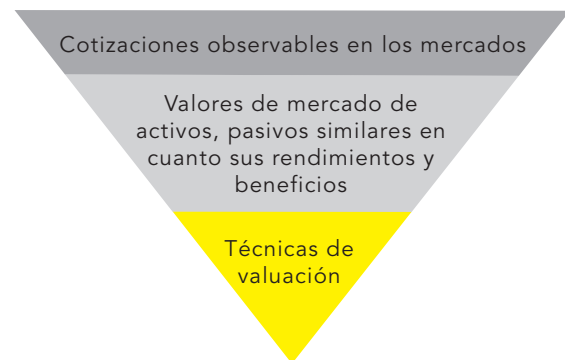 Cotizaciones observables en los mercados
Valores de mercado de
activos, pasivos similares en
cuanto sus rendimientos y
beneficios
Técnicas de
valuación